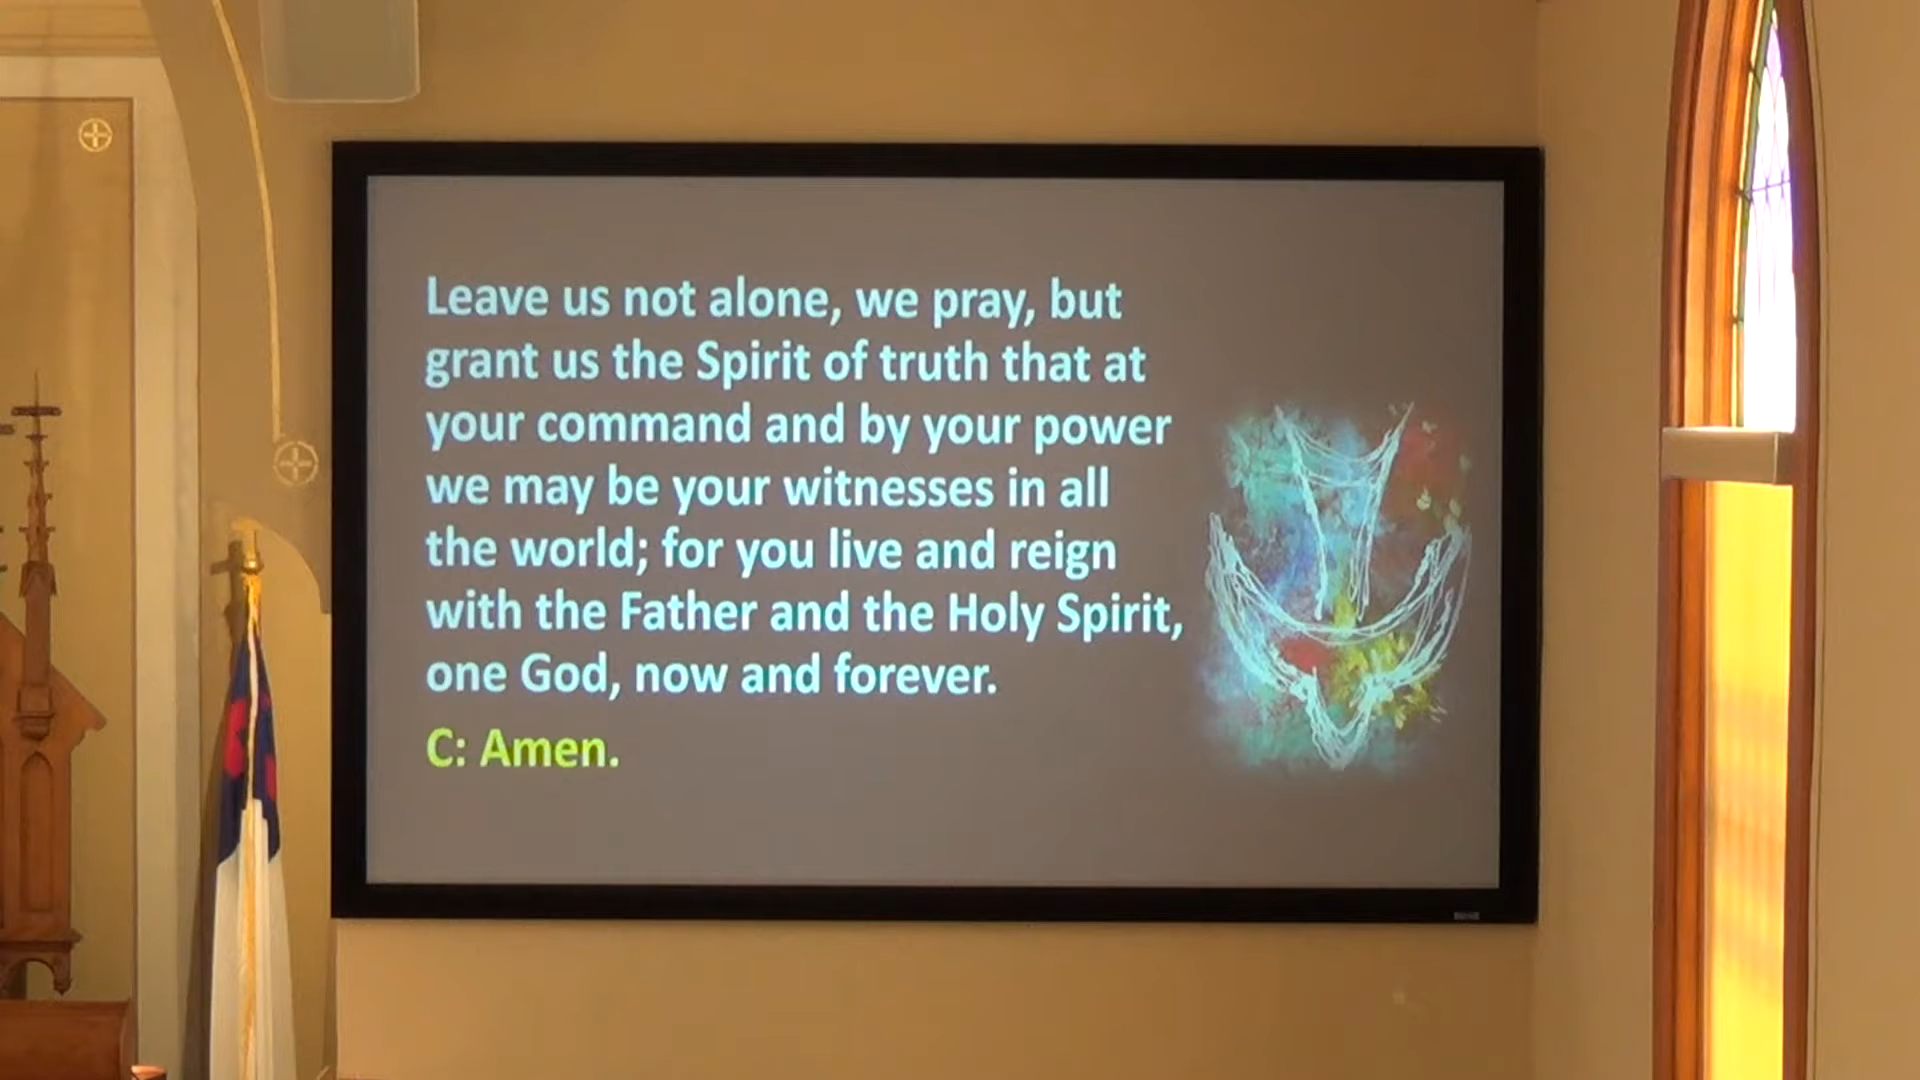 Leave us not alone, we pray, but
grant us the Spirit of truth that at
your command and by your power
we may be your witnesses in all
the world; for you live and reign
with the Father and the Holy Spirit,
one God, now and forever.
C: Amen.